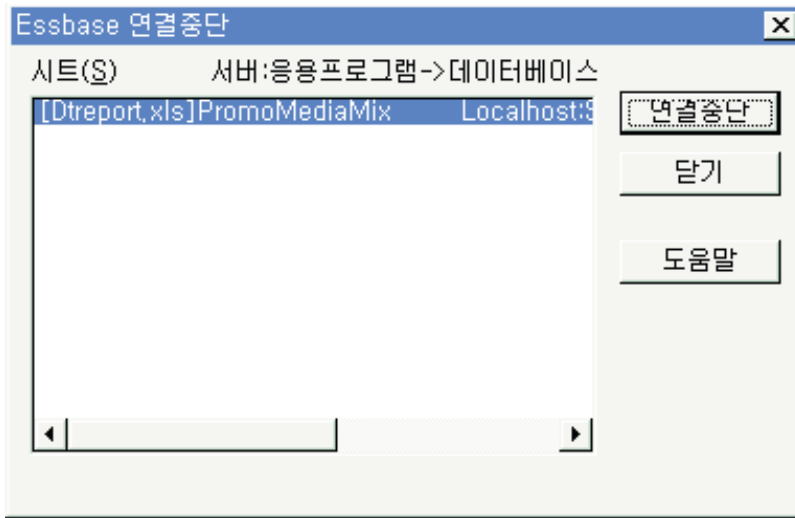 Essbase 연결중단
시트(S) 서버:응용프로그램->데이터베이스
[Dtreport.xls]PromoMediaMix Localhost:S
연결중단
닫기
도움말